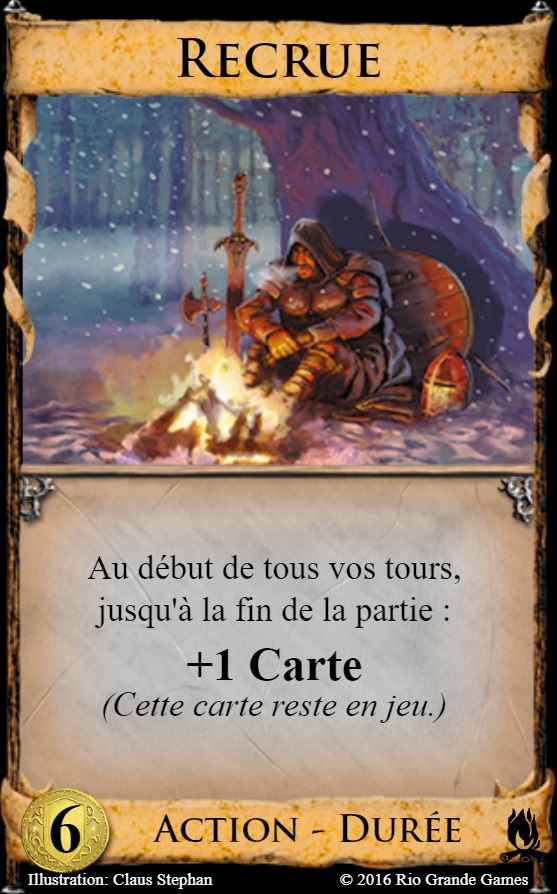 Recrue
Au début de tous vos tours,
jusqu'à la fin de la partie :
+1 Carte
(Cette carte reste en jeu.)
6
Action - Durée
Illustration: Claus Stephan
© 2016 Rio Grande Games